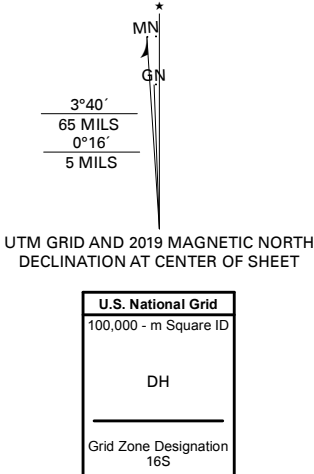 ★
MN
GN
3°40´
65 MILS
0°16´
5 MILS
UTM GRID AND 2019 MAGNETIC NORTH
DECLINATION AT CENTER OF SHEET
U.S. National Grid
100,000 - m Square ID
DH
Grid Zone Designation
16S